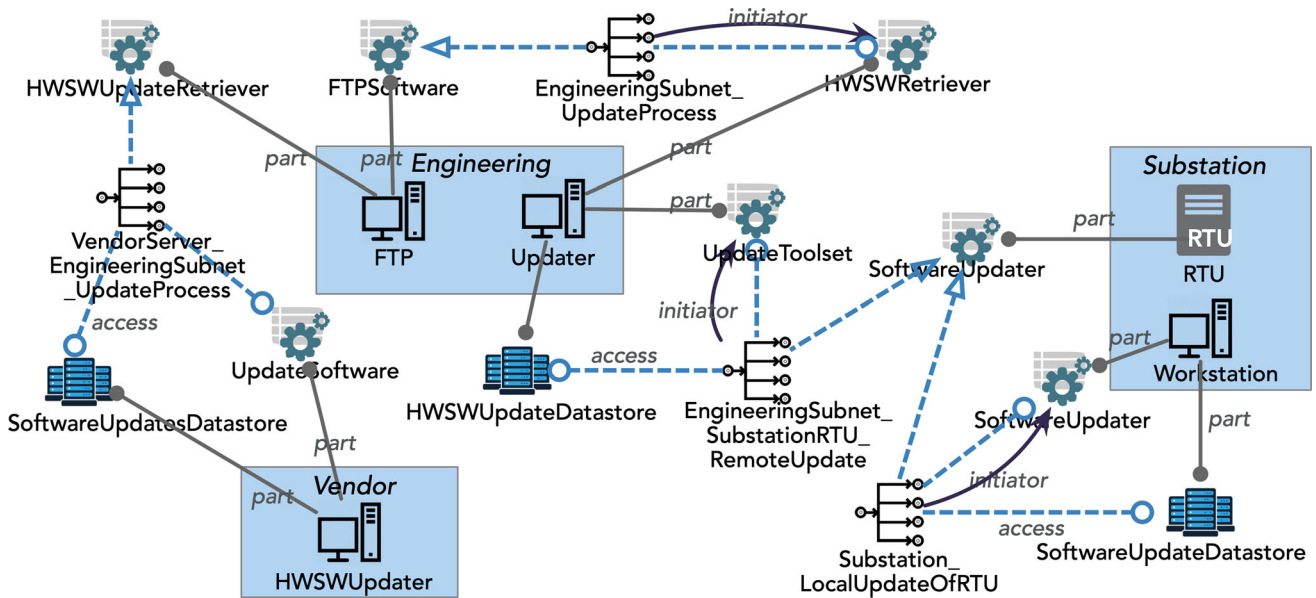 initiator
HWSWUpdateRetriever
FTPSoftware
EngineeringSubnet_
UpdateProcess
HWSWRetriever
part
part
Engineering
part
Substation
part
RTU
FTP
Updater
UpdateToolset
SoftwareUpdater
part
RTU
VendorServer_
EngineeringSubnet
_UpdateProcess
access
initiator
UpdateSoftware
access
part
Workstation
SoftwareUpdatesDatastore
HWSWUpdateDatastore
EngineeringSubnet_
SubstationRTU_
RemoteUpdate
SoftwareUpdater
part
part
Vendor
part
initiator
access
SoftwareUpdateDatastore
HWSWUpdater
Substation_
LocalUpdateOfRTU